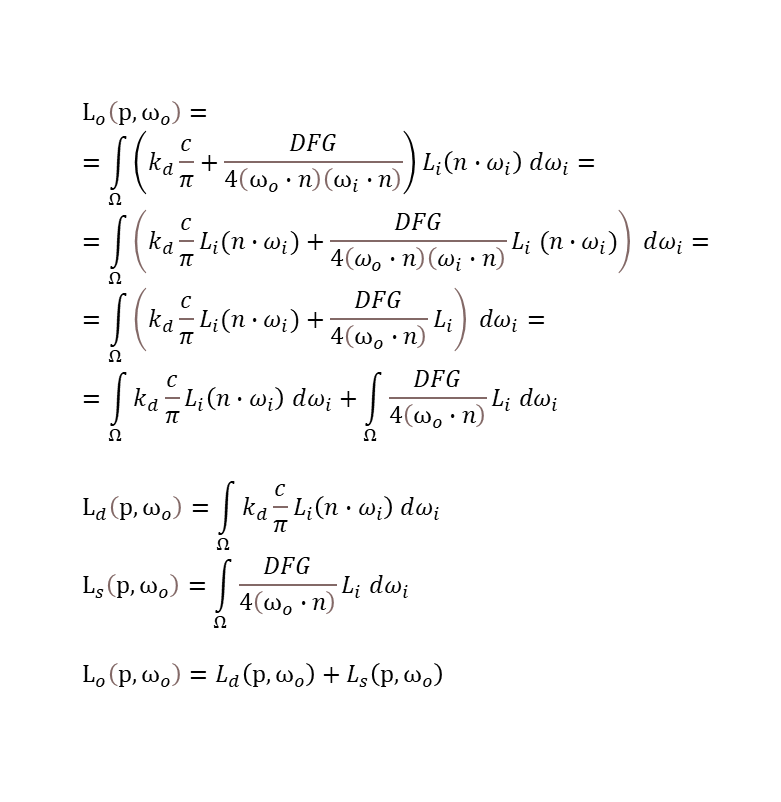 L_o(p, ω_o) =
= ∫_Ω (k_d c/π + DFG/(4(ω_o · n)(ω_i · n))) L_i(n · ω_i) dω_i =
= ∫_Ω (k_d c/π L_i(n · ω_i) + DFG/(4(ω_o · n)(ω_i · n)) L_i (n · ω_i)) dω_i =
= ∫_Ω (k_d c/π L_i(n · ω_i) + DFG/(4(ω_o · n)) L_i) dω_i =
= ∫_Ω k_d c/π L_i(n · ω_i) dω_i + ∫_Ω DFG/(4(ω_o · n)) L_i dω_i
L_d(p, ω_o) = ∫_Ω k_d c/π L_i(n · ω_i) dω_i
L_s(p, ω_o) = ∫_Ω DFG/(4(ω_o · n)) L_i dω_i
L_o(p, ω_o) = L_d(p, ω_o) + L_s(p, ω_o)